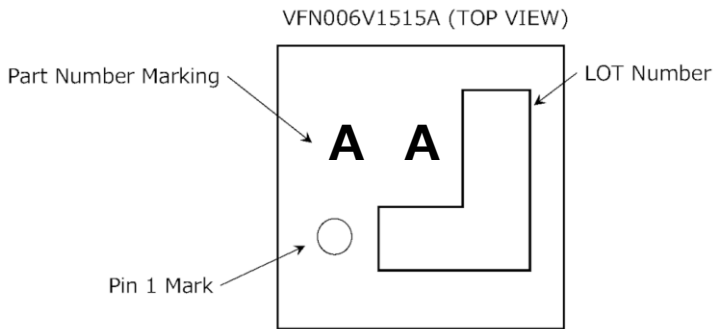 VFN006V1515A (TOP VIEW)
Part Number Marking
LOT Number
A A
Pin 1 Mark